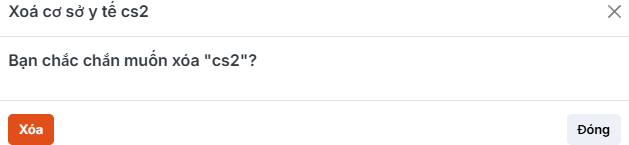 Xoá cơ sở y tế cs2
Bạn chắc chắn muốn xóa "cs2"?
Xóa
Đóng